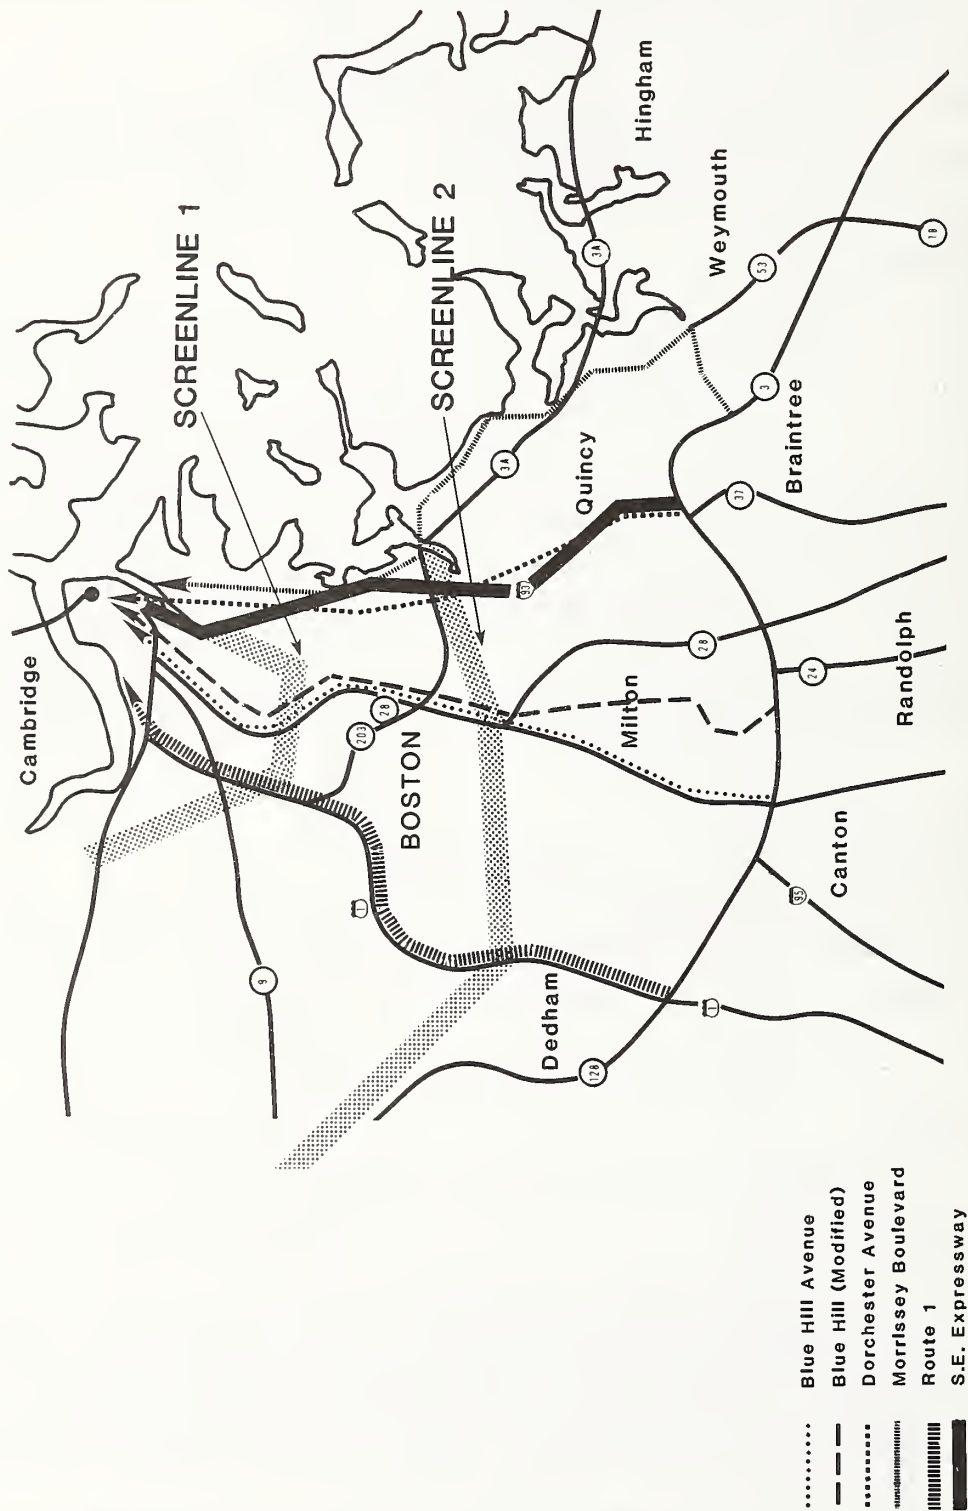 Cambridge
SCREENLINE 1
SCREENLINE 2
Hingham
Weymouth
Quincy
Braintree
BOSTON
Milton
Randolph
Dedham
Canton
9
1
203
28
3A
3A
53
18
3
37
93
28
24
95
1
128
Blue Hill Avenue
Blue Hill (Modified)
Dorchester Avenue
Morrissey Boulevard
Route 1
S.E. Expressway